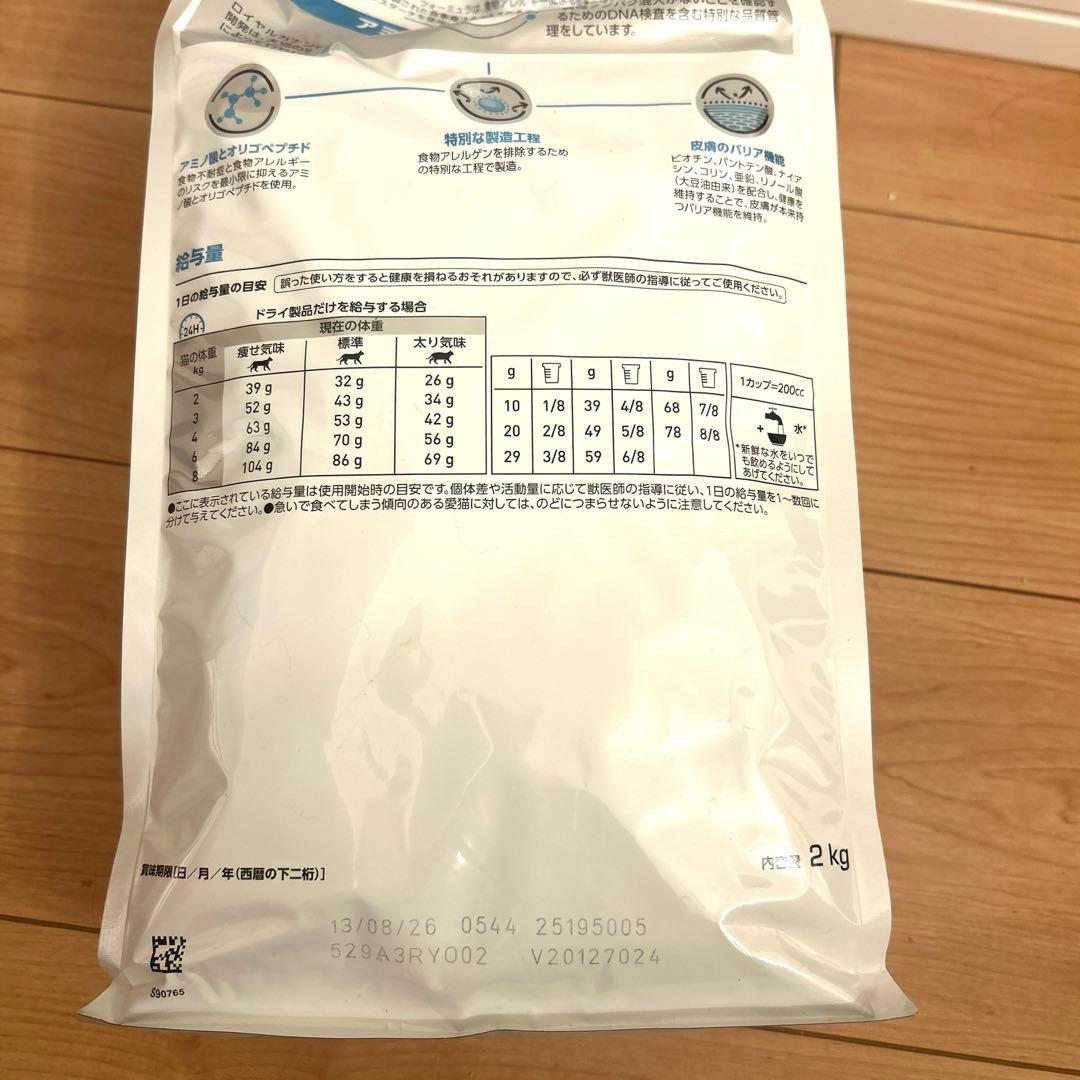 るためのDNA検査を含む特別な品質管
理をしています。
ロイヤルカナン
アミノ酸とオリゴペプチド
食物不耐症と食物アレルギー
のリスクを最小限に抑えるアミ
ノ酸とオリゴペプチドを使用。
特別な製造工程
食物アレルゲンを排除するため
の特別な工程で製造。
皮膚のバリア機能
ビオチン、パントテン酸、ナイア
シン、コリン、亜鉛、リノール酸
(大豆油由来)を配合し、健康を
維持することで、皮膚が本来持
つバリア機能を維持。
給与量
1日の給与量の目安 誤った使い方をすると健康を損ねるおそれがありますので、必ず獣医師の指導に従ってご使用ください。
24H
ドライ製品だけを給与する場合
現在の体重
猫の体重 kg 痩せ気味 標準 太り気味
2 39 g 32 g 26 g
3 52 g 43 g 34 g
4 63 g 53 g 42 g
6 84 g 70 g 56 g
8 104 g 86 g 69 g
g g g
10 1/8 39 4/8 68 7/8
20 2/8 49 5/8 78 8/8
29 3/8 59 6/8
1カップ=200cc
+ 水*
*新鮮な水をいつで
も飲めるようにして
あげてください。
●ここに表示されている給与量は使用開始時の目安です。個体差や活動量に応じて獣医師の指導に従い、1日の給与量を1〜数回に
分けて与えてください。●急いで食べてしまう傾向のある愛猫に対しては、のどにつまらせないように注意してください。
内容量 2 kg
賞味期限[日/月/年(西暦の下二桁)]
13/08/26 0544 25195005
529A3RY002 V20127024
S90765